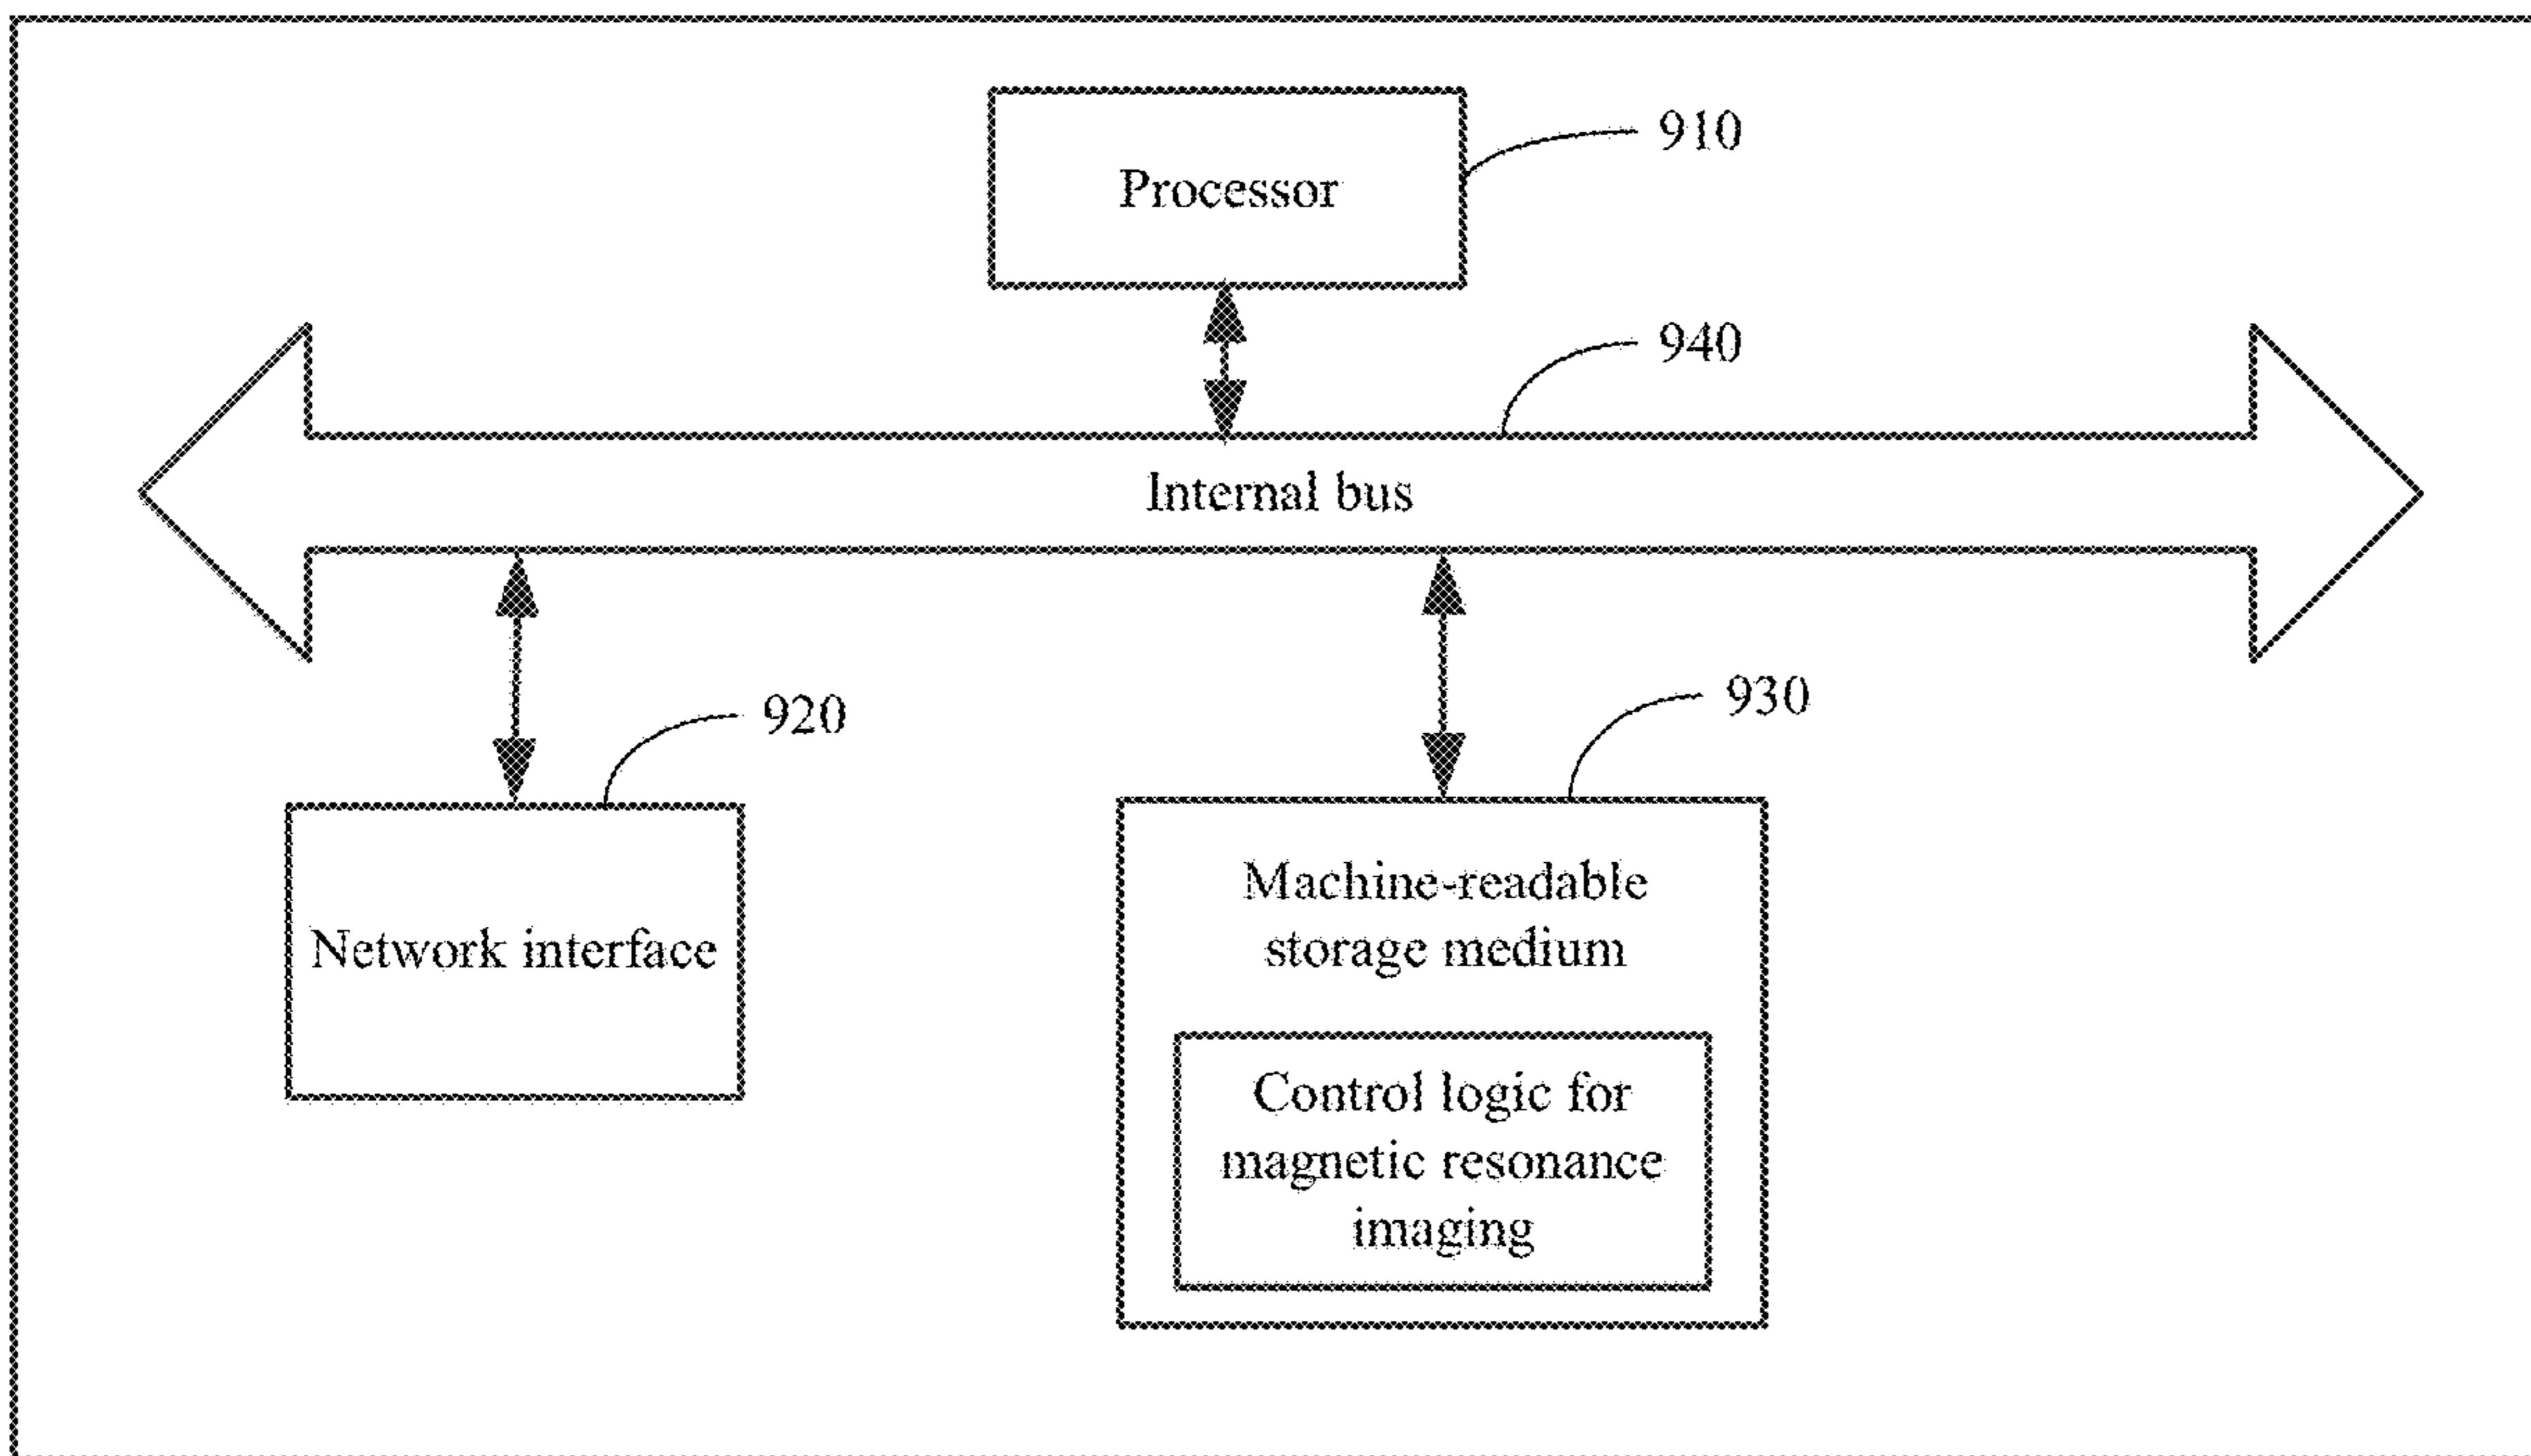 910
Processor
940
Internal bus
920
930
Network interface
Machine-readable
storage medium
Control logic for
magnetic resonance
imaging